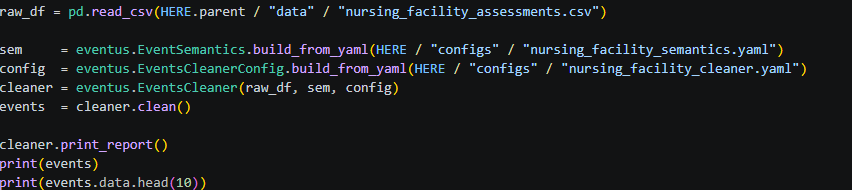 raw_df = pd.read_csv(HERE.parent / "data" / "nursing_facility_assessments.csv")
sem     = eventus.EventSemantics.build_from_yaml(HERE / "configs" / "nursing_facility_semantics.yaml")
config  = eventus.EventsCleanerConfig.build_from_yaml(HERE / "configs" / "nursing_facility_cleaner.yaml")
cleaner = eventus.EventsCleaner(raw_df, sem, config)
events  = cleaner.clean()
cleaner.print_report()
print(events)
print(events.data.head(10))